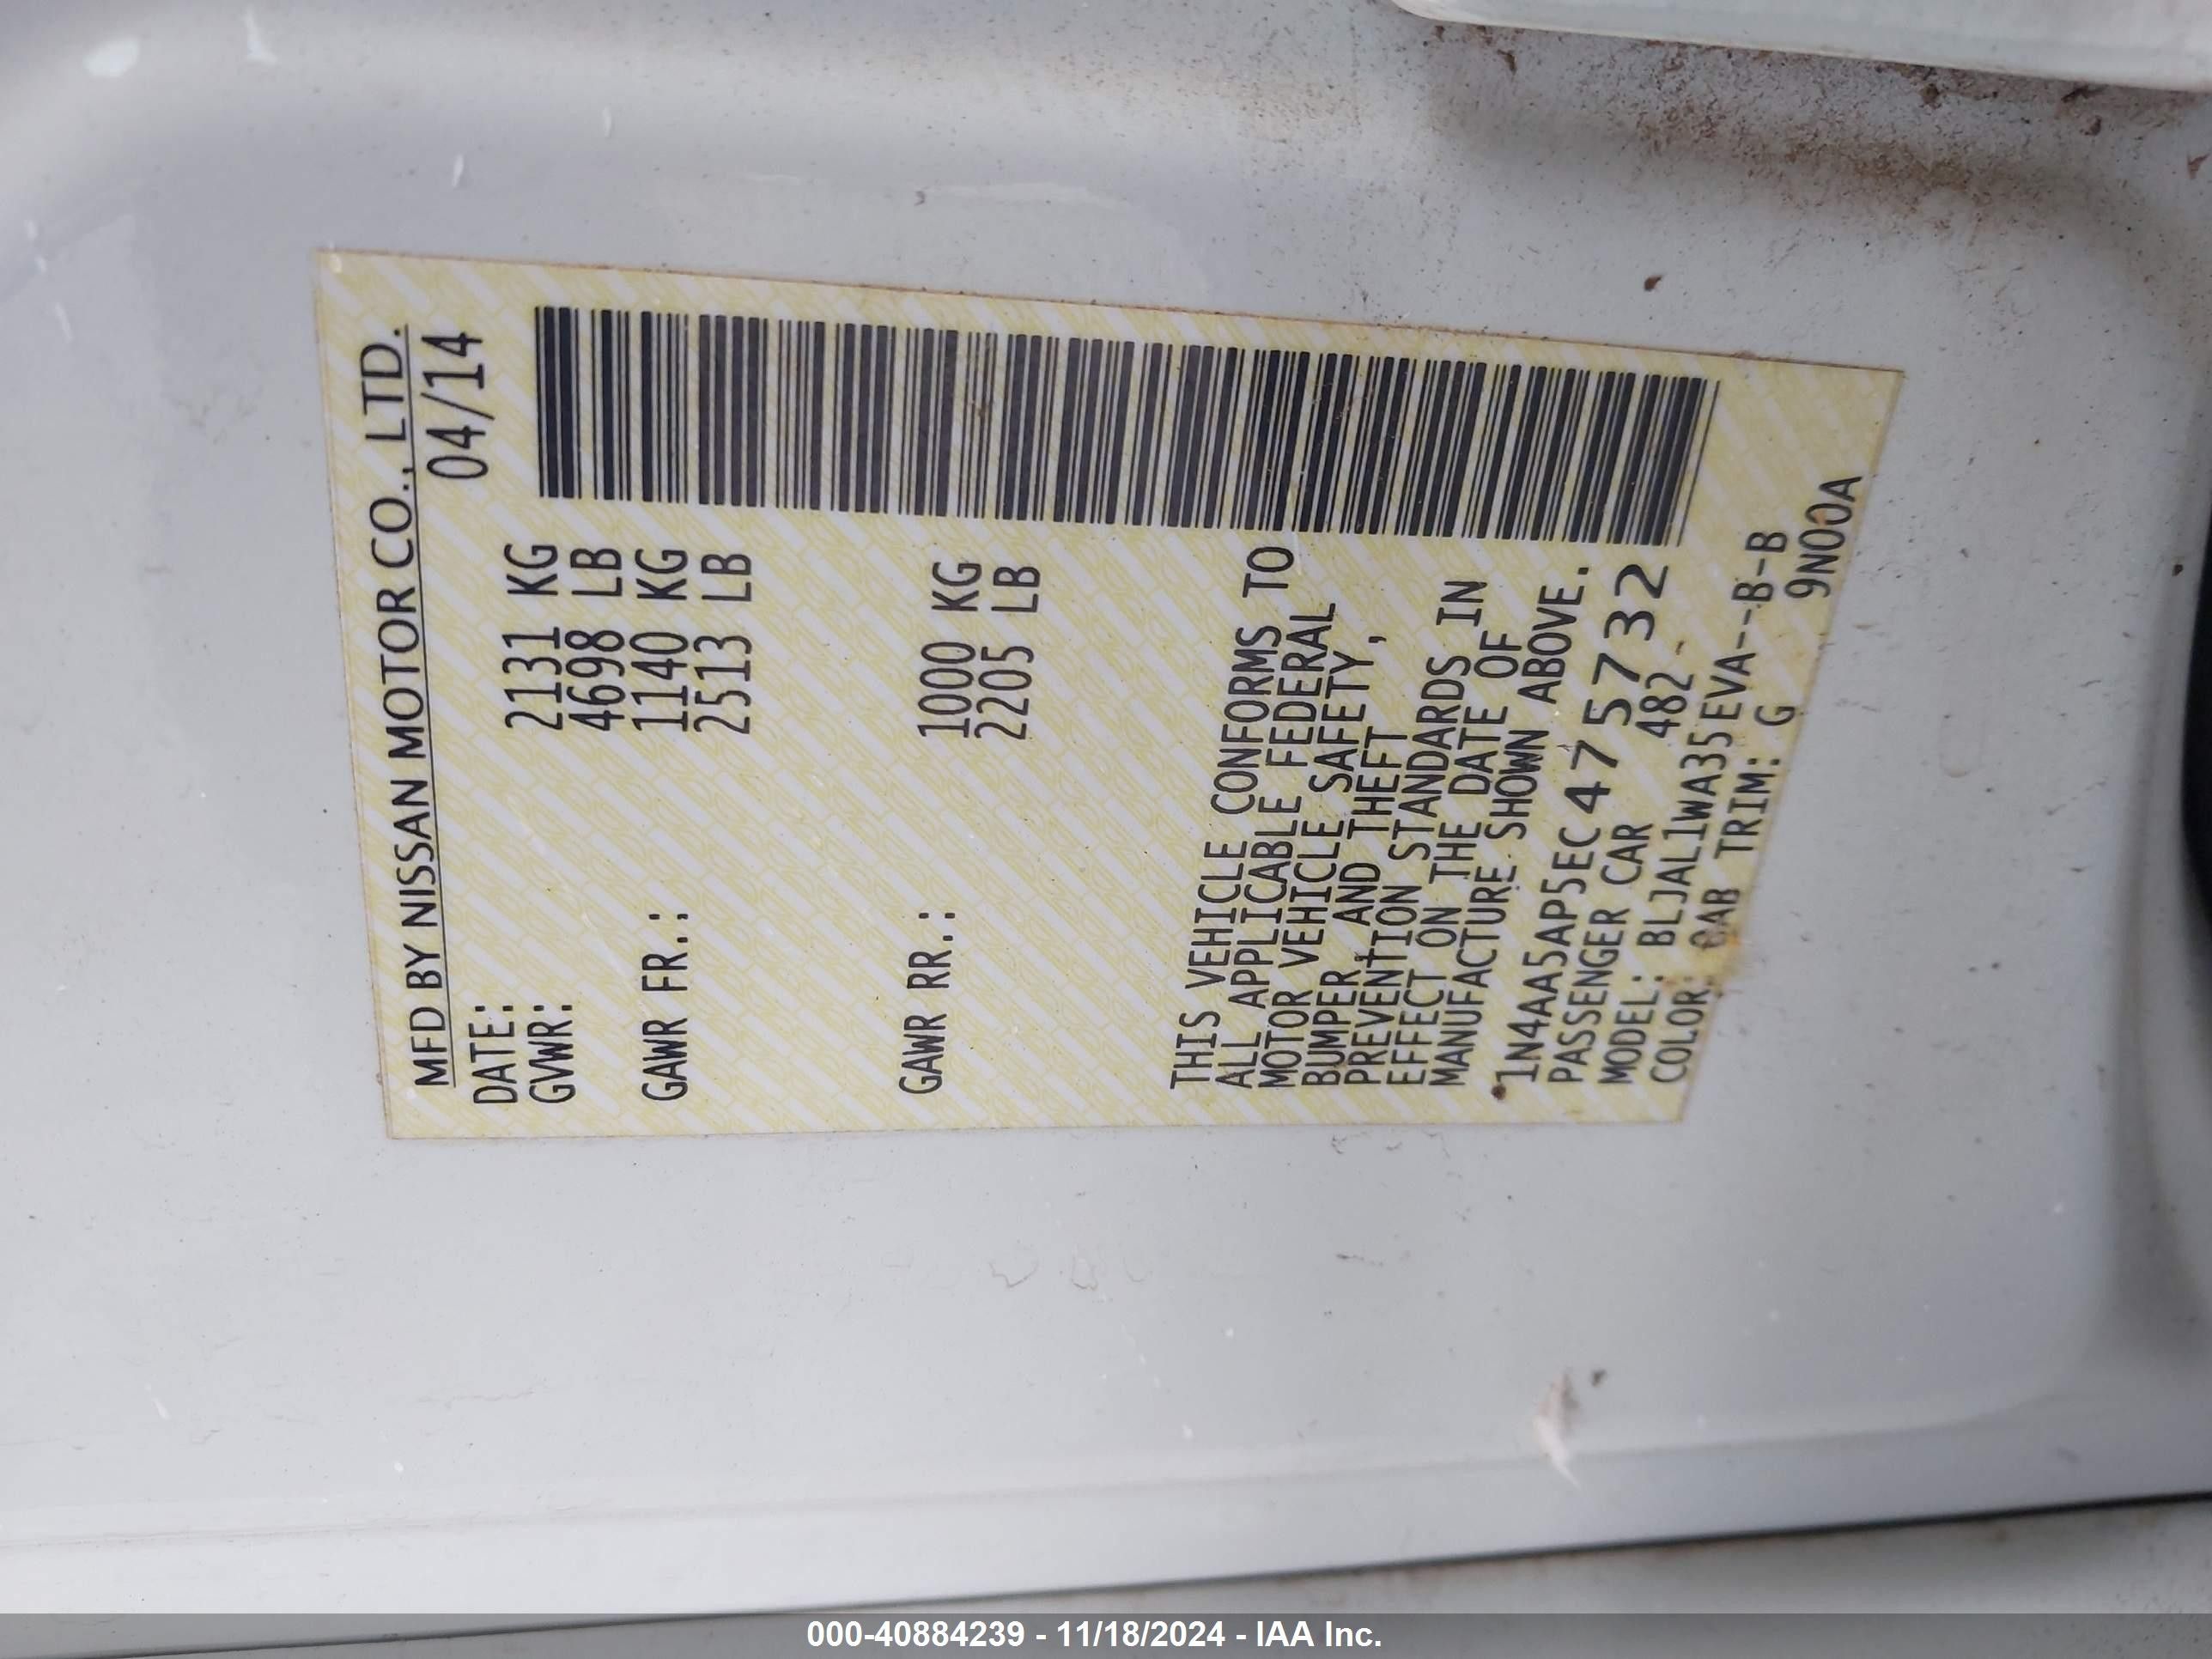 MFD BY NISSAN MOTOR CO., LTD.
DATE: 04/14
GVWR: 2131 KG
4698 LB
GAWR FR.: 1140 KG
2513 LB
GAWR RR.: 1000 KG
2205 LB
THIS VEHICLE CONFORMS TO
ALL APPLICABLE FEDERAL
MOTOR VEHICLE SAFETY,
BUMPER, AND THEFT
PREVENTION STANDARDS IN
EFFECT ON THE DATE OF
MANUFACTURE SHOWN ABOVE.
1N4AA5AP5EC475732
PASSENGER CAR 482
MODEL: BLJAL1WA35EVA--B-B
COLOR: QAB TRIM: G 9N00A
000-40884239 - 11/18/2024 - IAA Inc.